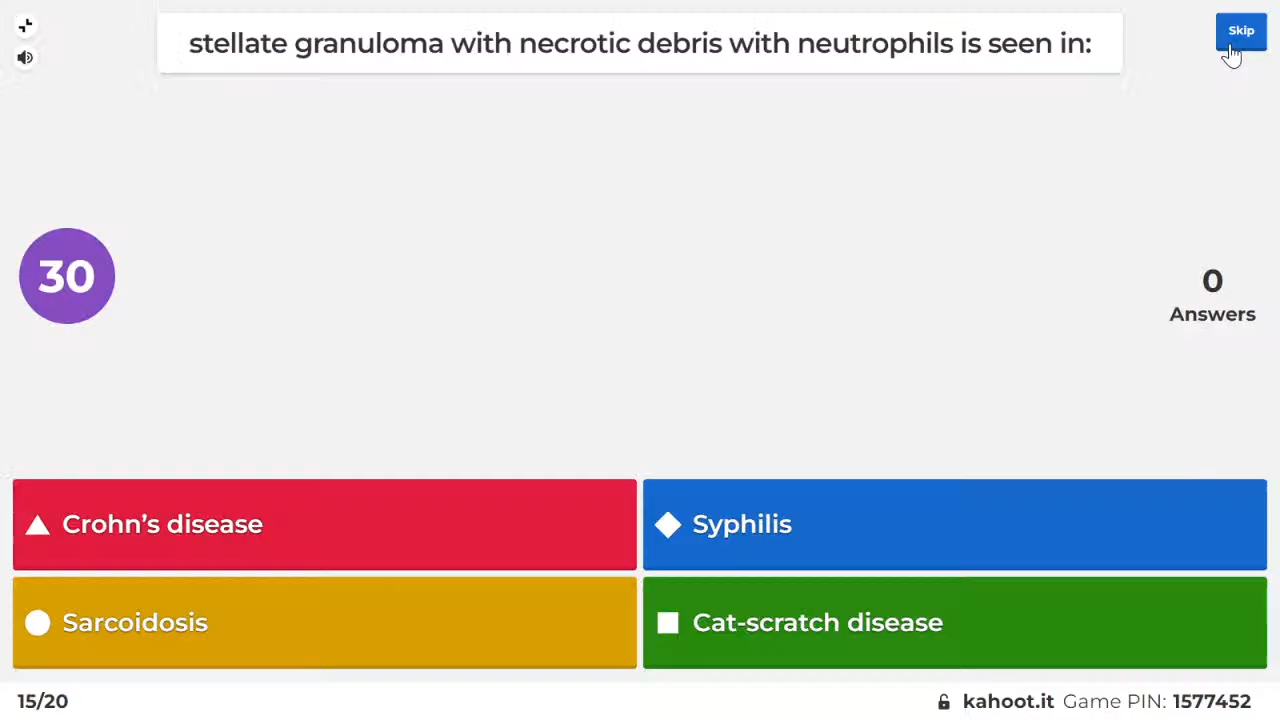 stellate granuloma with necrotic debris with neutrophils is seen in:
Skip
30
0
Answers
Crohn's disease
Syphilis
Sarcoidosis
Cat-scratch disease
15/20
kahoot.it Game PIN: 1577452